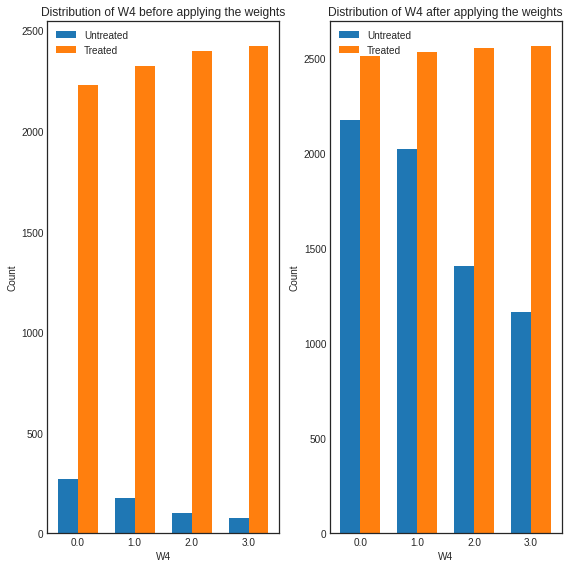 Distribution of W4 before applying the weights
Untreated
Treated
2500
2000
1500
1000
500
0
Count
0.0 1.0 2.0 3.0
W4
Distribution of W4 after applying the weights
Untreated
Treated
2500
2000
1500
1000
500
0
Count
0.0 1.0 2.0 3.0
W4